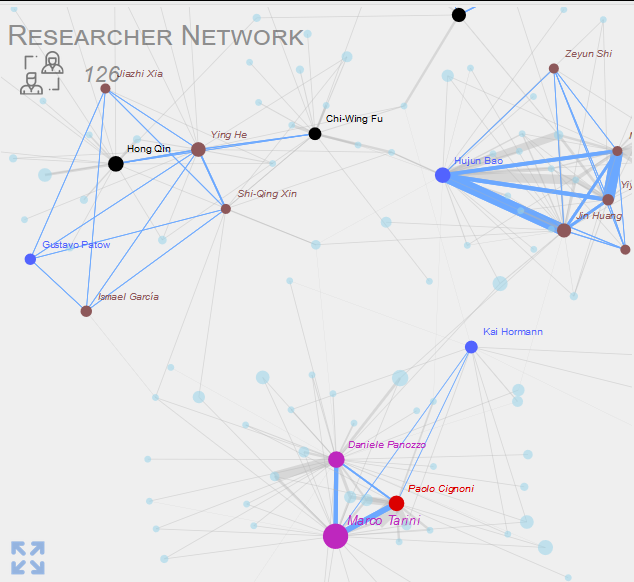 Researcher Network
126
Jiazhi Xia
Zeyun Shi
Chi-Wing Fu
Ying He
Hong Qin
Hujun Bao
Shi-Qing Xin
Jin Huang
Gustavo Patow
Ismael García
Kai Hormann
Daniele Panozzo
Paolo Cignoni
Marco Tarini